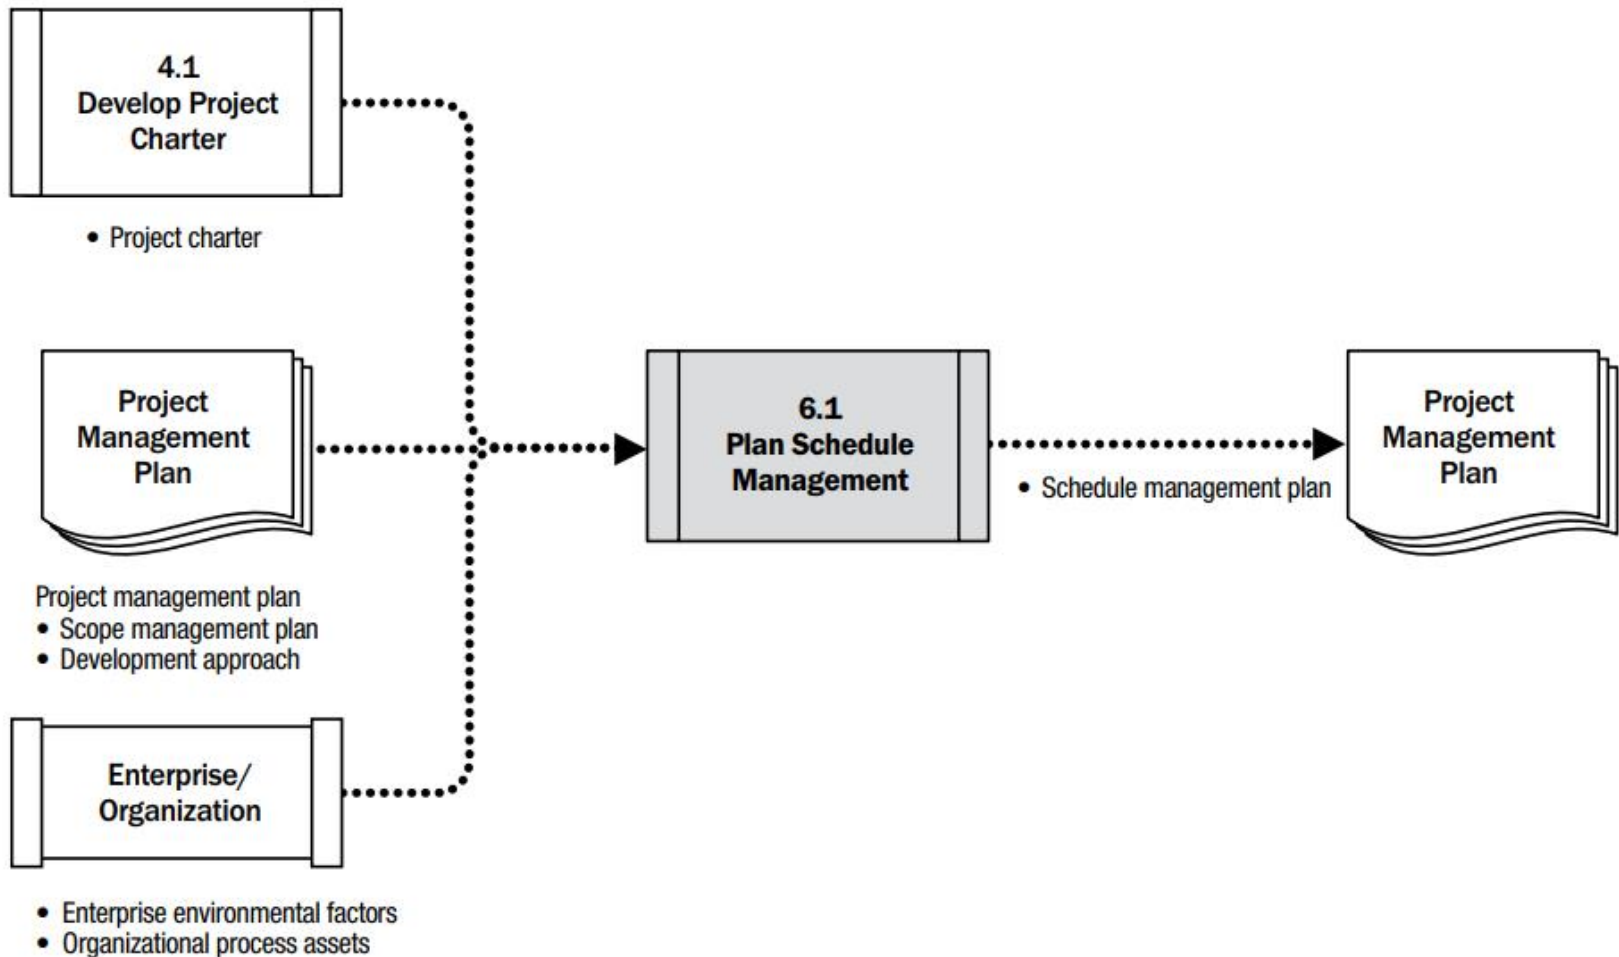 4.1
Develop Project
Charter
• Project charter
Project
Management
Plan
Project management plan
• Scope management plan
• Development approach
Enterprise/
Organization
• Enterprise environmental factors
• Organizational process assets
6.1
Plan Schedule
Management
• Schedule management plan
Project
Management
Plan